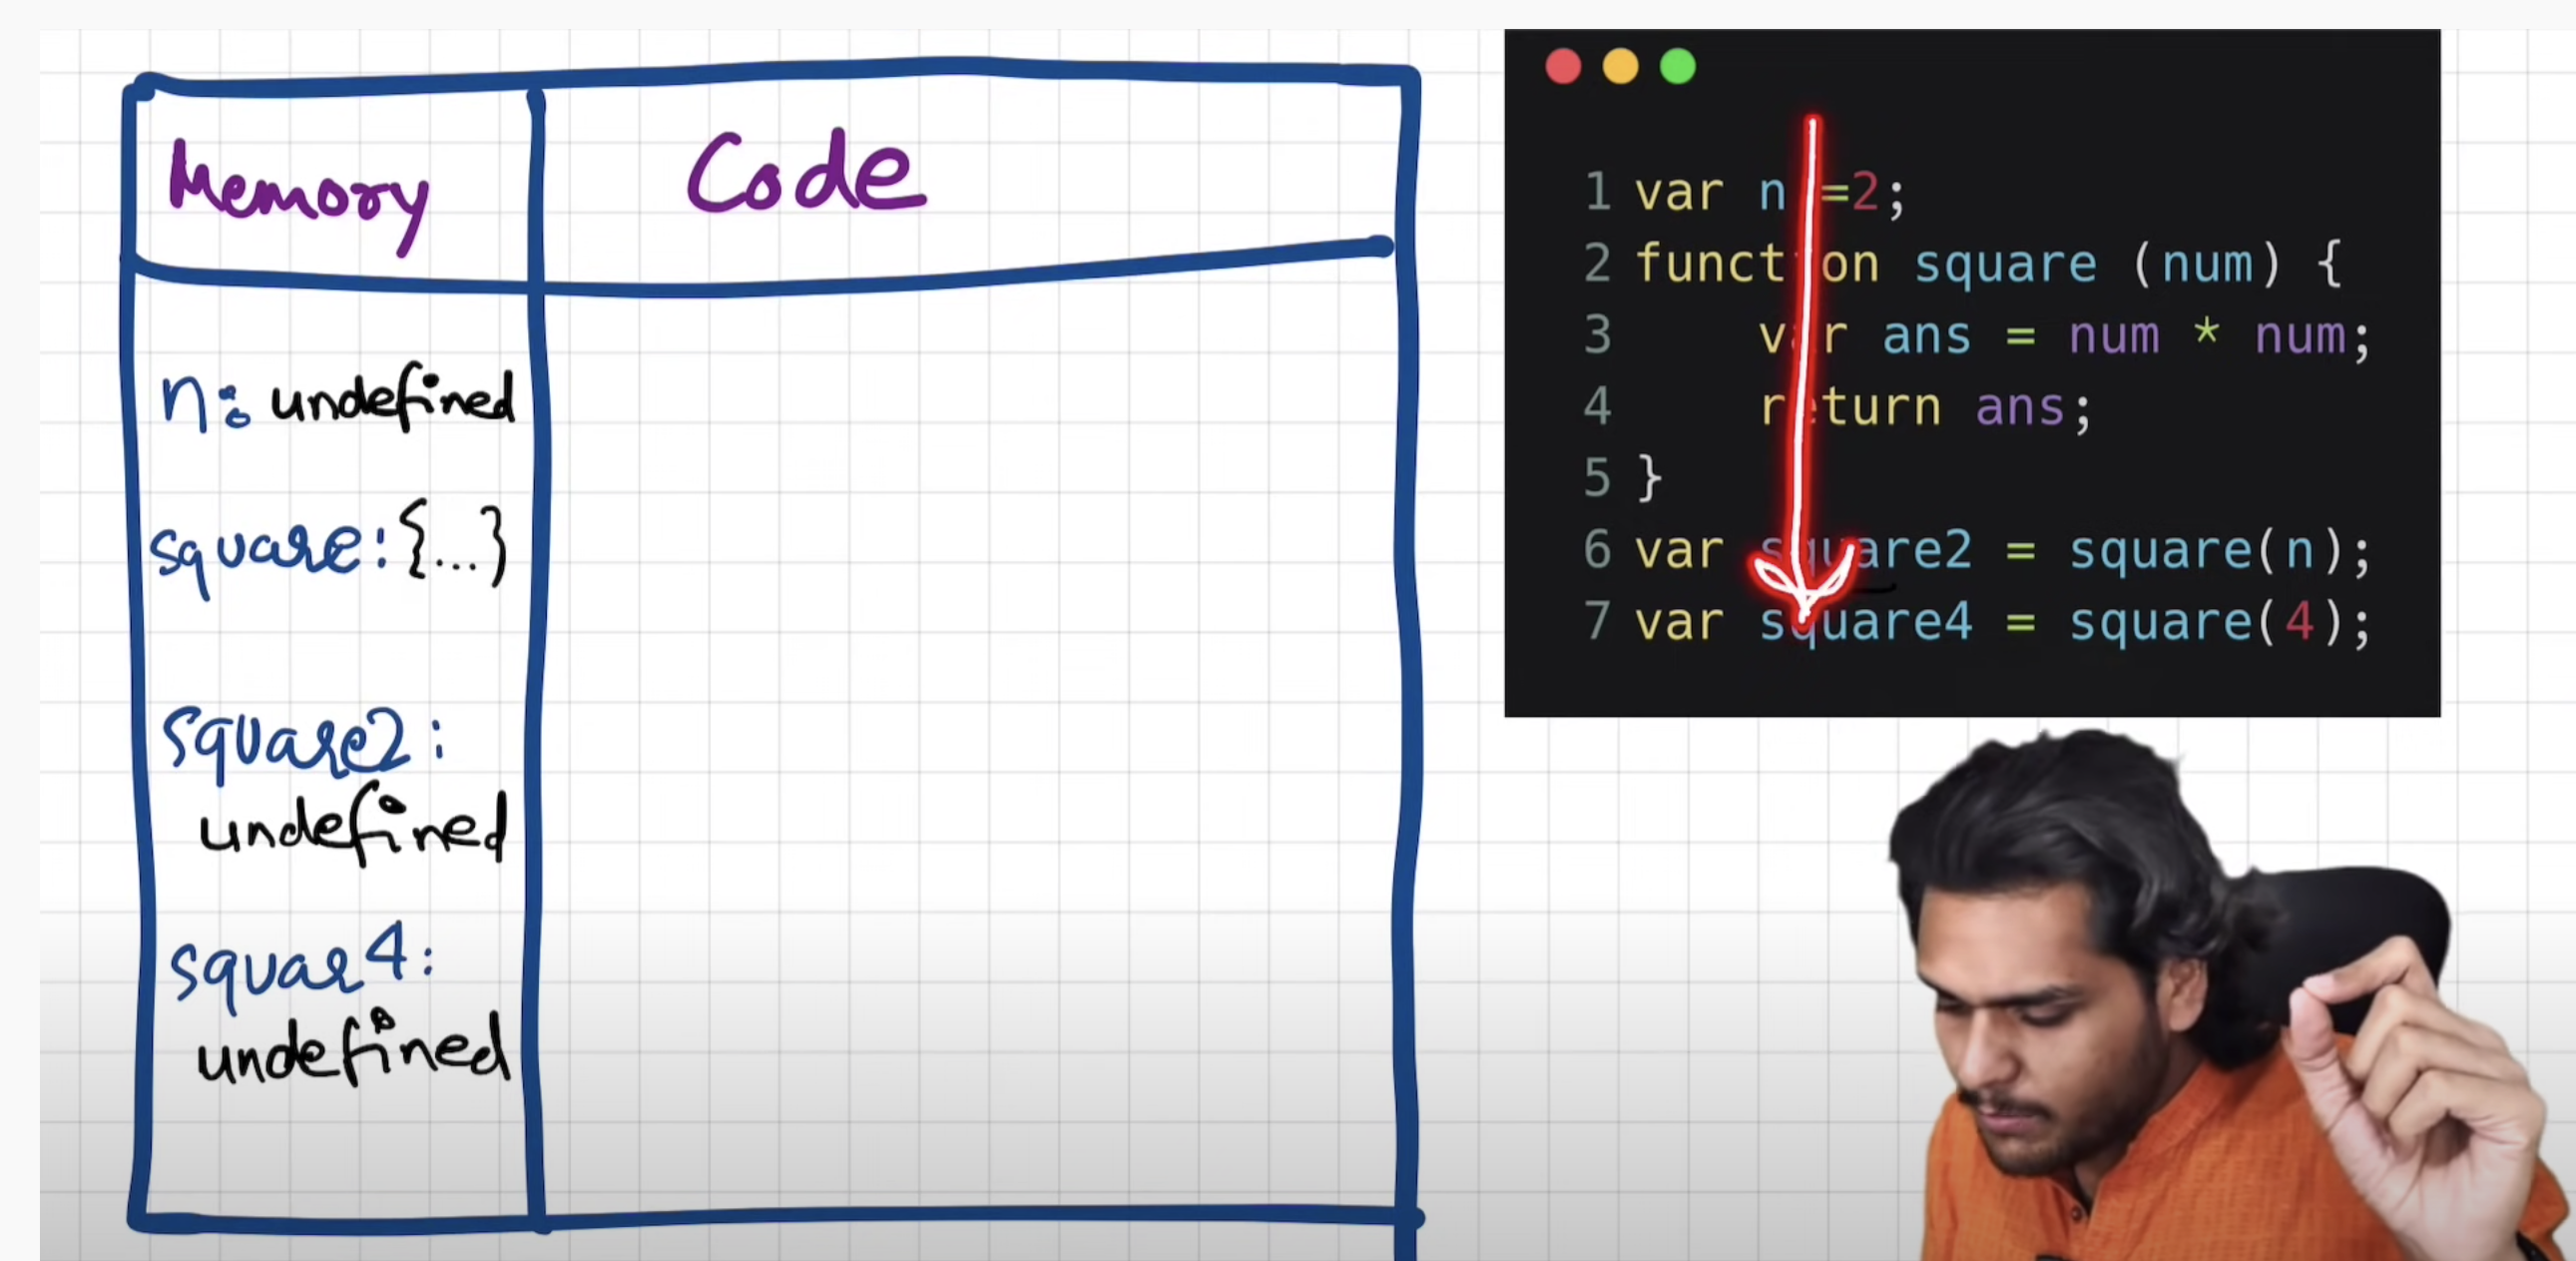 Memory
Code
n: undefined
square: {...}
square2:
undefined
squar4:
undefined
1 var n =2;
2 function square (num) {
3 var ans = num * num;
4 return ans;
5 }
6 var square2 = square(n);
7 var square4 = square(4);